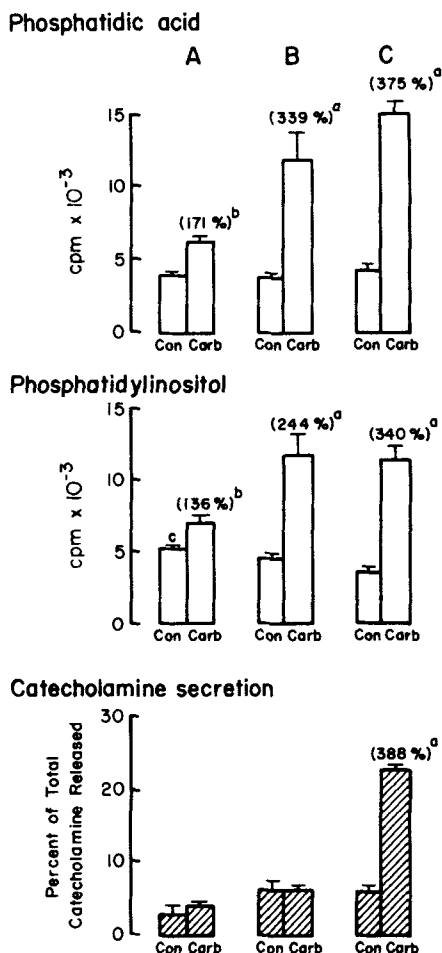 Phosphatidic acid
A B C
(171 %)b (339 %)a (375 %)a
15
10
5
0
cpm x 10-3
Con Carb Con Carb Con Carb
Phosphatidylinositol
(136 %)b (244 %)a (340 %)a
c
15
10
5
0
cpm x 10-3
Con Carb Con Carb Con Carb
Catecholamine secretion
(388 %)a
30
20
10
0
Percent of Total
Catecholamine Released
Con Carb Con Carb Con Carb